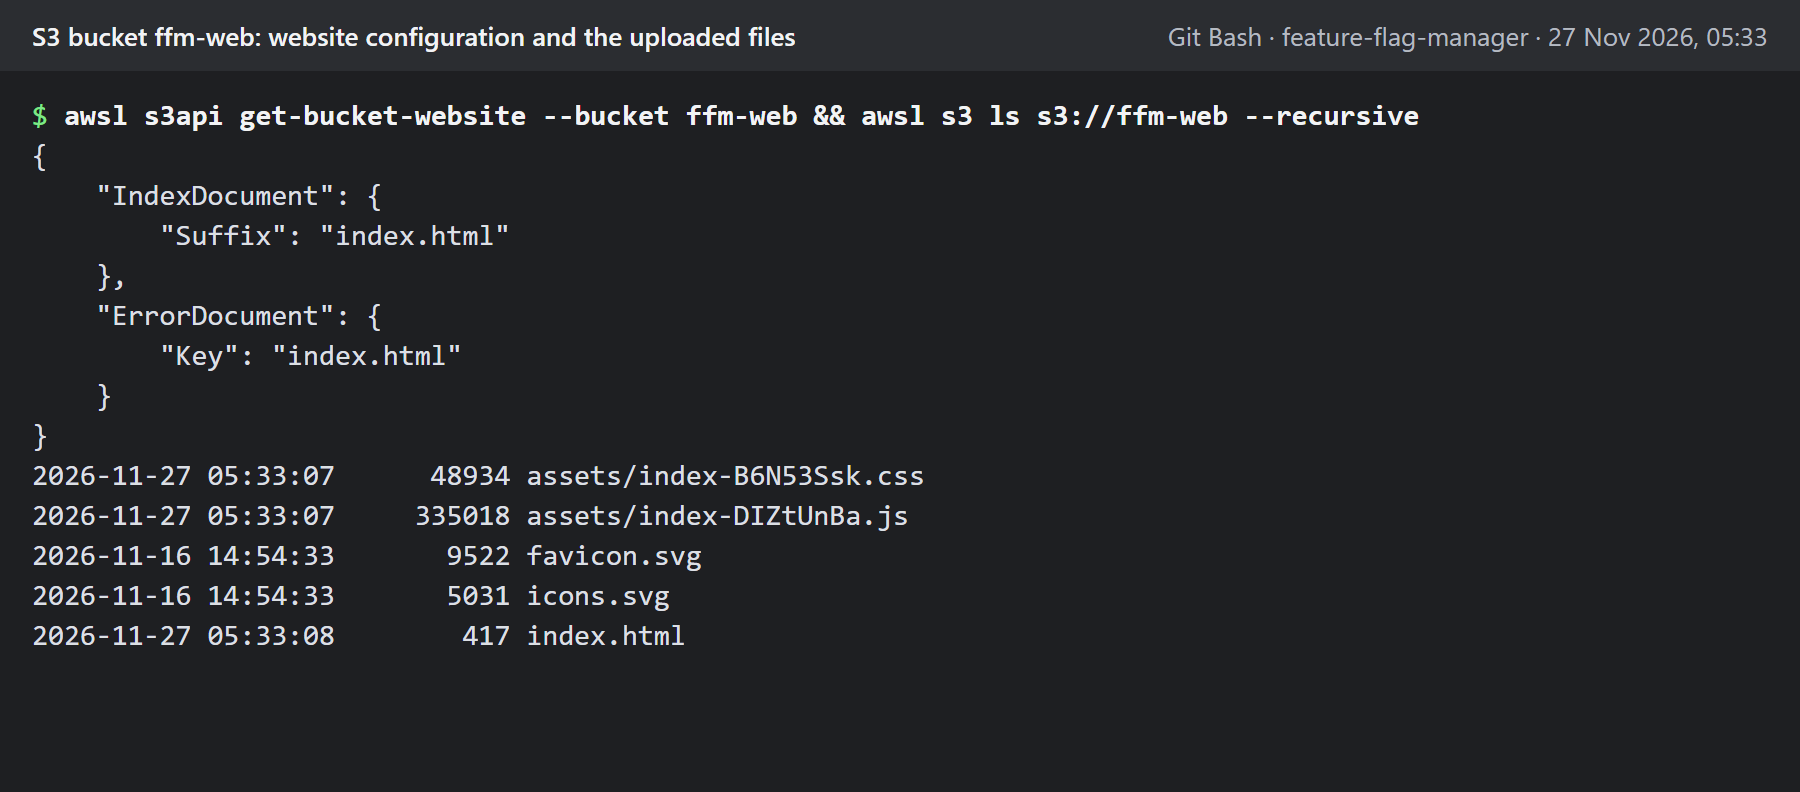 S3 bucket ffm-web: website configuration and the uploaded files
Git Bash · feature-flag-manager · 27 Nov 2026, 05:33
$ awsl s3api get-bucket-website --bucket ffm-web && awsl s3 ls s3://ffm-web --recursive
{
    "IndexDocument": {
        "Suffix": "index.html"
    },
    "ErrorDocument": {
        "Key": "index.html"
    }
}
2026-11-27 05:33:07      48934 assets/index-B6N53Ssk.css
2026-11-27 05:33:07     335018 assets/index-DIZtUnBa.js
2026-11-16 14:54:33       9522 favicon.svg
2026-11-16 14:54:33       5031 icons.svg
2026-11-27 05:33:08        417 index.html